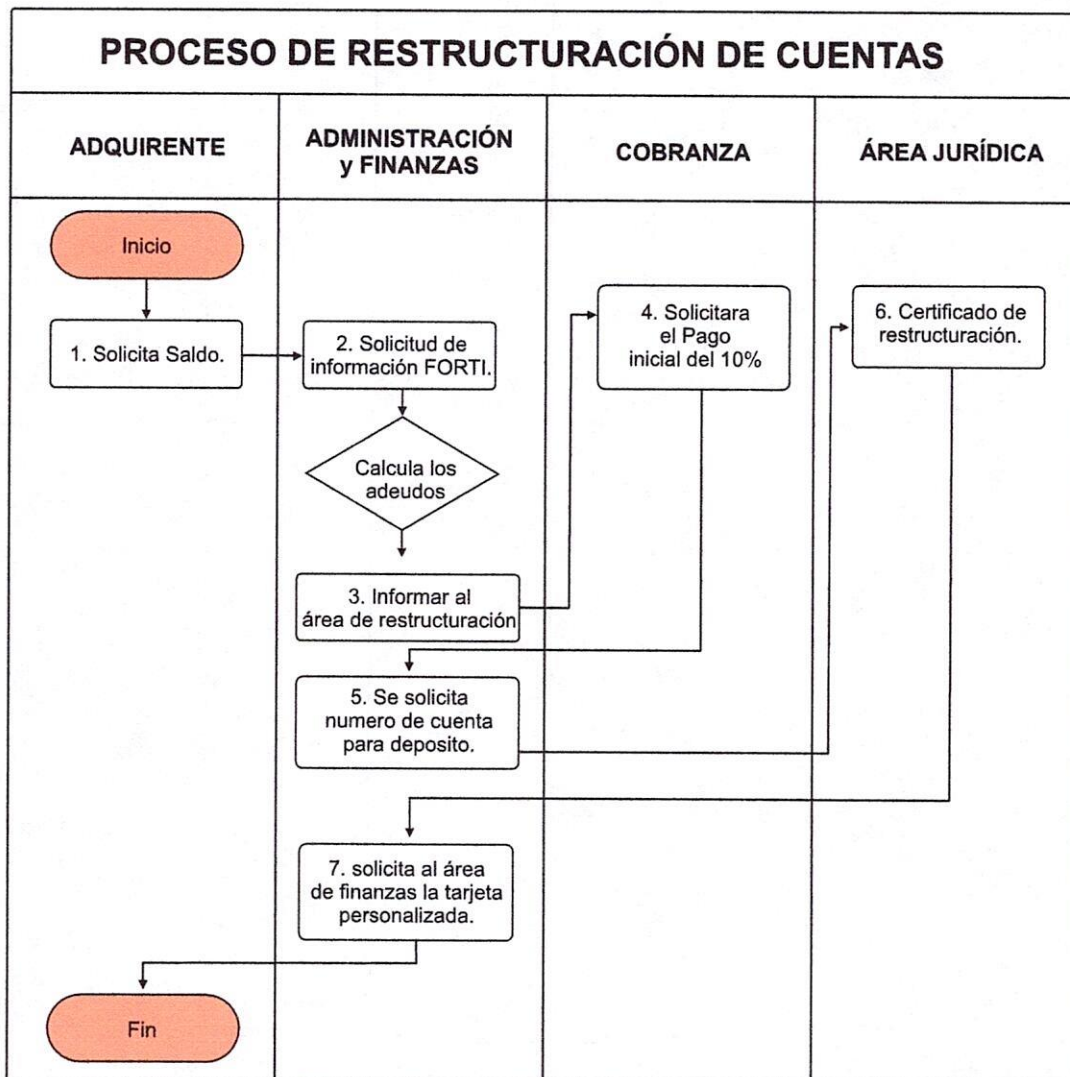 PROCESO DE RESTRUCTURACIÓN DE CUENTAS
ADQUIRENTE
ADMINISTRACIÓN
y FINANZAS
COBRANZA
ÁREA JURÍDICA
Inicio
1. Solicita Saldo.
2. Solicitud de
información FORTI.
Calcula los
adeudos
3. Informar al
área de restructuración
4. Solicitara
el Pago
inicial del 10%
5. Se solicita
numero de cuenta
para deposito.
6. Certificado de
restructuración.
7. solicita al área
de finanzas la tarjeta
personalizada.
Fin